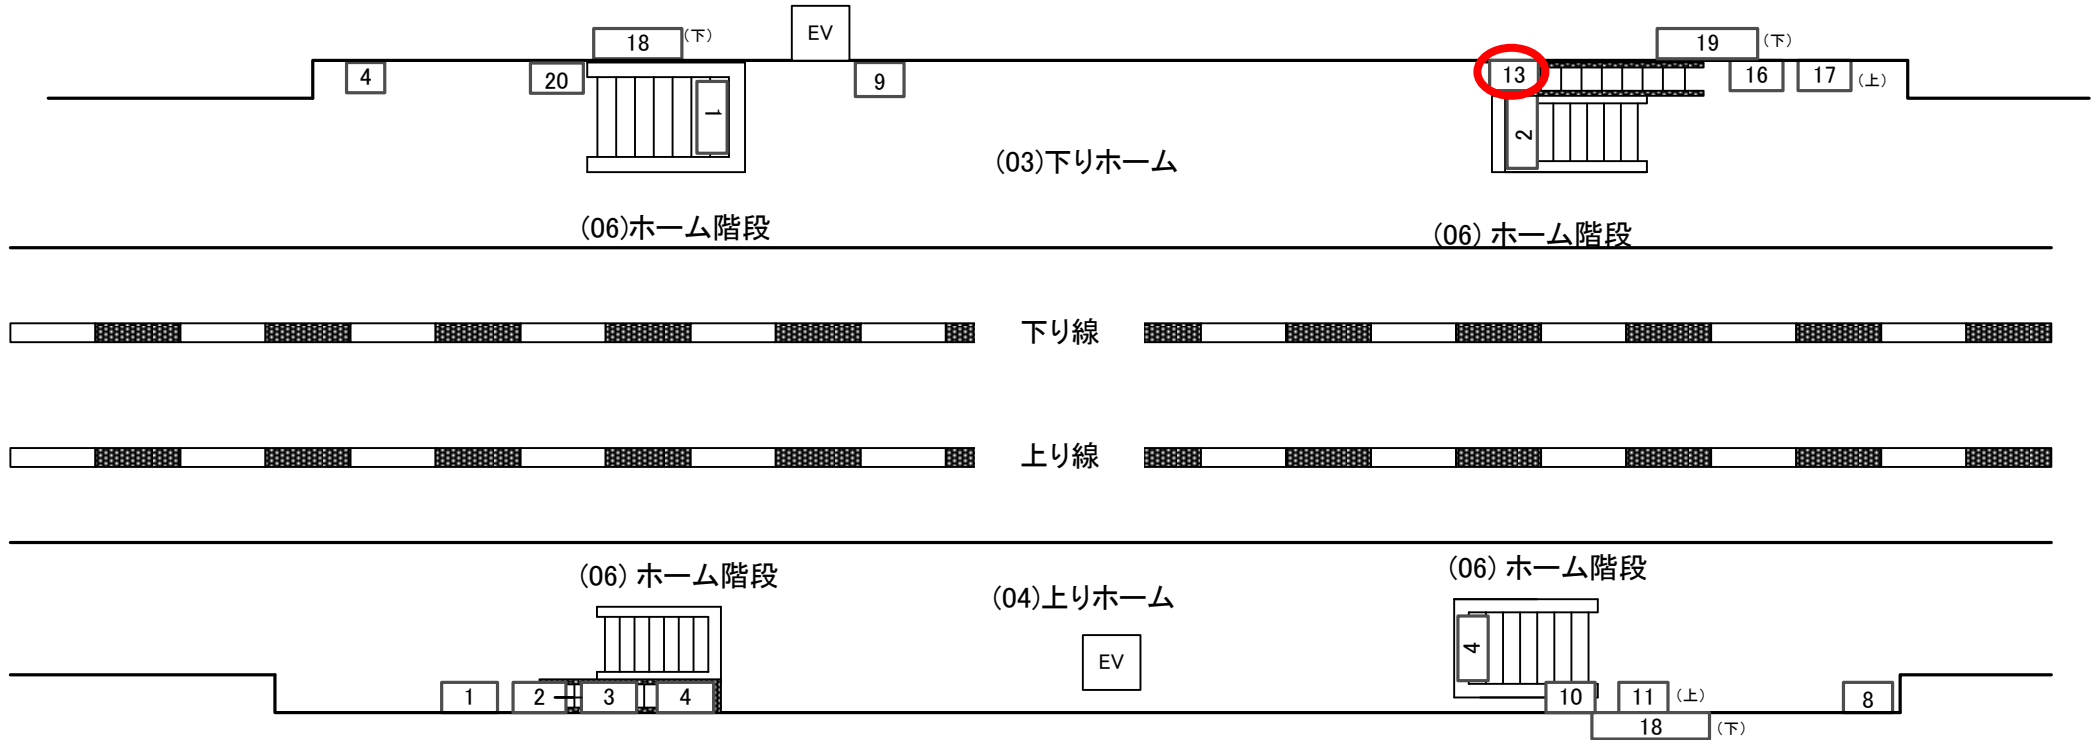 18 (下)
EV
19 (下)
4
20
9
13
16
17 (上)
1
2
(03)下りホーム
(06)ホーム階段
(06) ホーム階段
下り線
上り線
(06) ホーム階段
(04)上りホーム
(06) ホーム階段
EV
4
1
2
3
4
10
11 (上)
8
18 (下)